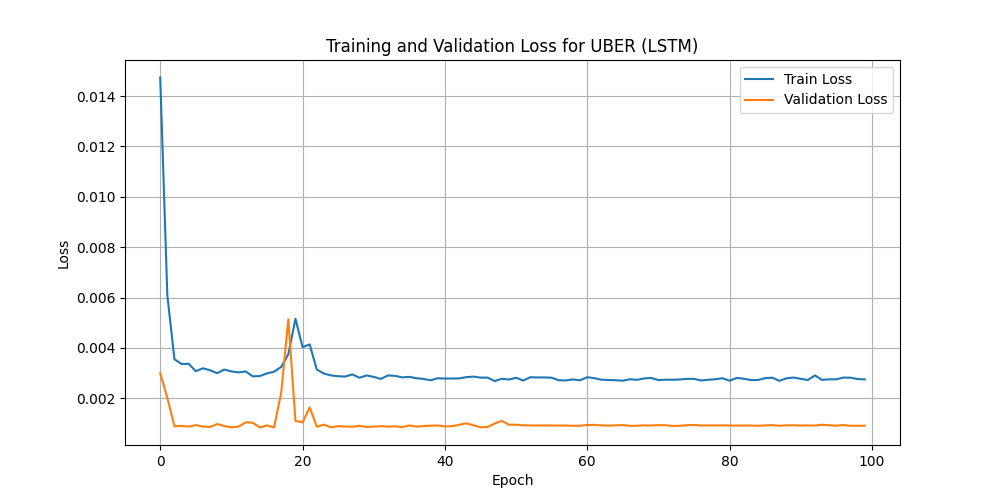 Training and Validation Loss for UBER (LSTM)
Train Loss
Validation Loss
0.014
0.012
0.010
0.008
0.006
0.004
0.002
Loss
0 20 40 60 80 100
Epoch